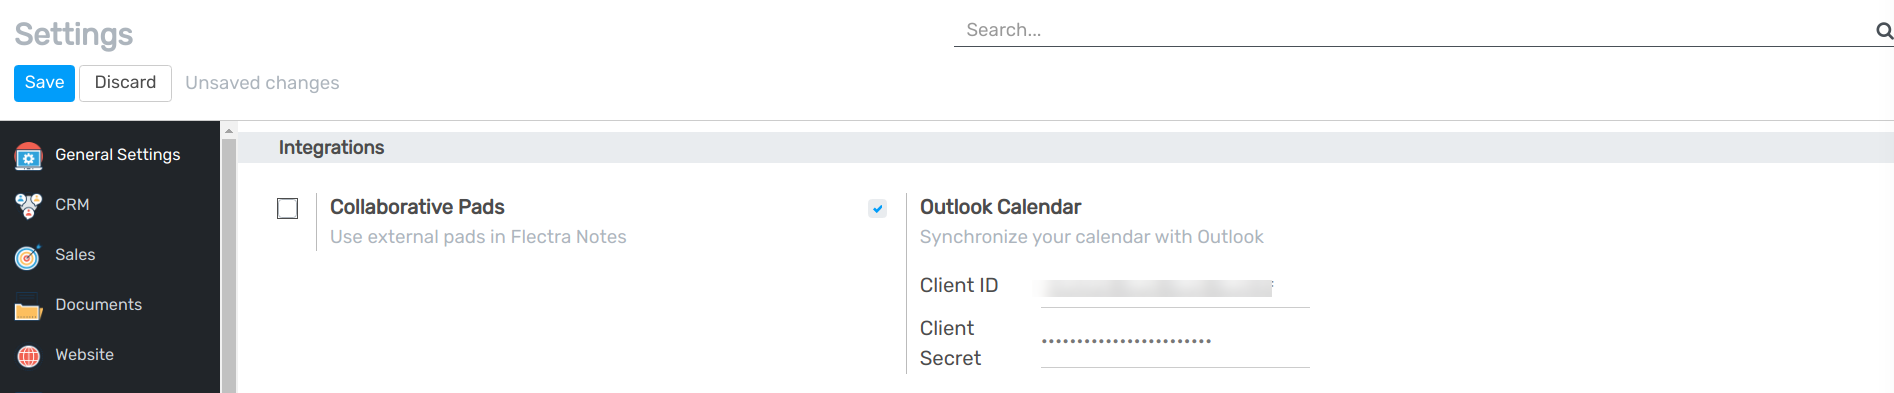 Settings
Search...
Save Discard Unsaved changes
General Settings
CRM
Sales
Documents
Website
Integrations
Collaborative Pads
Use external pads in Flectra Notes
Outlook Calendar
Synchronize your calendar with Outlook
Client ID
Client
Secret